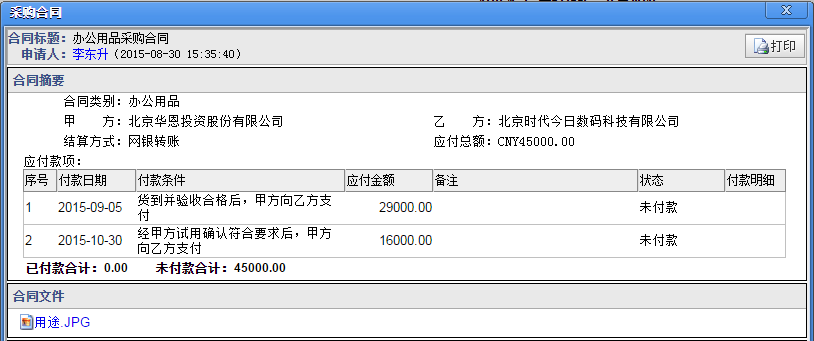 采购合同
合同标题：办公用品采购合同
申请人：李东升（2015-08-30 15:35:40）
打印
合同摘要
合同类别：办公用品
甲　　方：北京华恩投资股份有限公司　乙　　方：北京时代今日数码科技有限公司
结算方式：网银转账　应付总额：CNY45000.00
应付款项：
序号 付款日期 付款条件 应付金额 备注 状态 付款明细
1 2015-09-05 货到并验收合格后，甲方向乙方支 29000.00 未付款
付
2 2015-10-30 经甲方试用确认符合要求后，甲方 16000.00 未付款
向乙方支付
已付款合计：0.00　未付款合计：45000.00
合同文件
用途.JPG